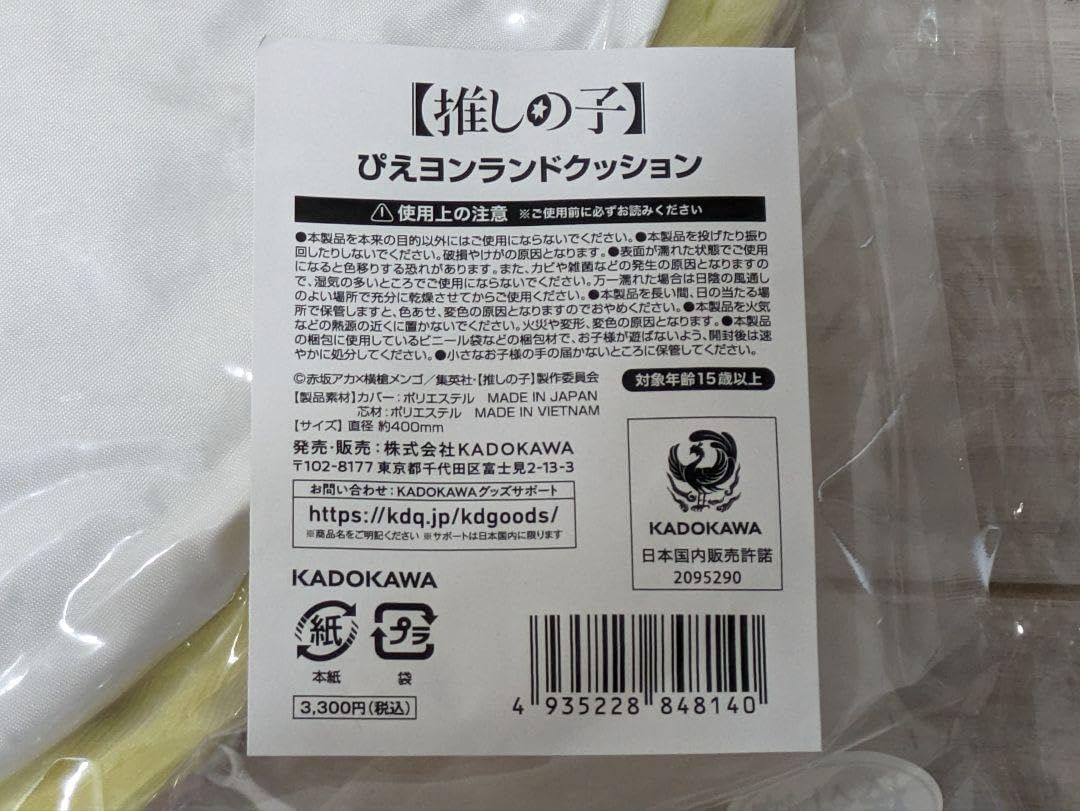 【推しの子】
ぴえヨンランドクッション
使用上の注意 ※ご使用前に必ずお読みください
●本製品を本来の目的以外にはご使用にならないでください。●本製品を投げたり振り
回したりしないでください。破損やけがの原因となります。●表面が濡れた状態でご使用
になると色移りする恐れがあります。また、カビや雑菌などの発生の原因となりますの
で、湿気の多いところでご使用にならないでください。万一濡れた場合は日陰の風通し
のよい場所で充分に乾燥させてからご使用ください。●本製品を長い間、日の当たる場
所で保管しますと、色あせ、変色の原因となりますのでおやめください。●本製品を火気
などの熱源の近くに置かないでください。火災や変形、変色の原因となります。●本製品
の梱包に使用しているビニール袋などの梱包材で、お子様が遊ばないよう、開封後は速
やかに処分してください。●小さなお子様の手の届かないところに保管してください。
©赤坂アカ×横槍メンゴ／集英社・【推しの子】製作委員会
対象年齢15歳以上
【製品素材】カバー：ポリエステル MADE IN JAPAN
芯材：ポリエステル MADE IN VIETNAM
【サイズ】直径 約400mm
発売・販売：株式会社KADOKAWA
〒102-8177 東京都千代田区富士見2-13-3
お問い合わせ：KADOKAWAグッズサポート
https://kdq.jp/kdgoods/
※商品名をご明記ください ※サポートは日本国内に限ります
KADOKAWA
日本国内販売許諾
2095290
KADOKAWA
紙
本紙
プラ
袋
3,300円（税込）
4 935228 848140